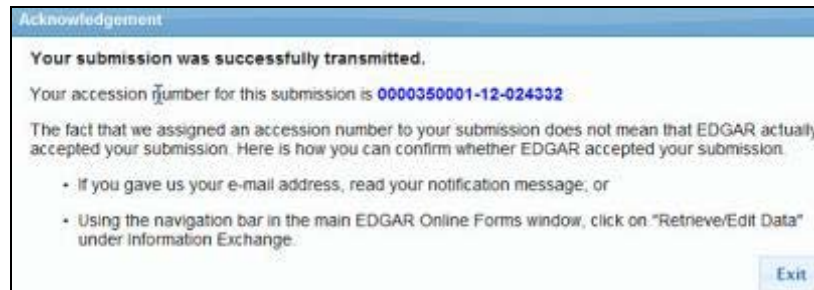 Acknowledgement
Your submission was successfully transmitted.
Your accession number for this submission is 0000350001-12-024332
The fact that we assigned an accession number to your submission does not mean that EDGAR actually
accepted your submission. Here is how you can confirm whether EDGAR accepted your submission.
• If you gave us your e-mail address, read your notification message; or
• Using the navigation bar in the main EDGAR Online Forms window, click on "Retrieve/Edit Data"
under Information Exchange.
Exit